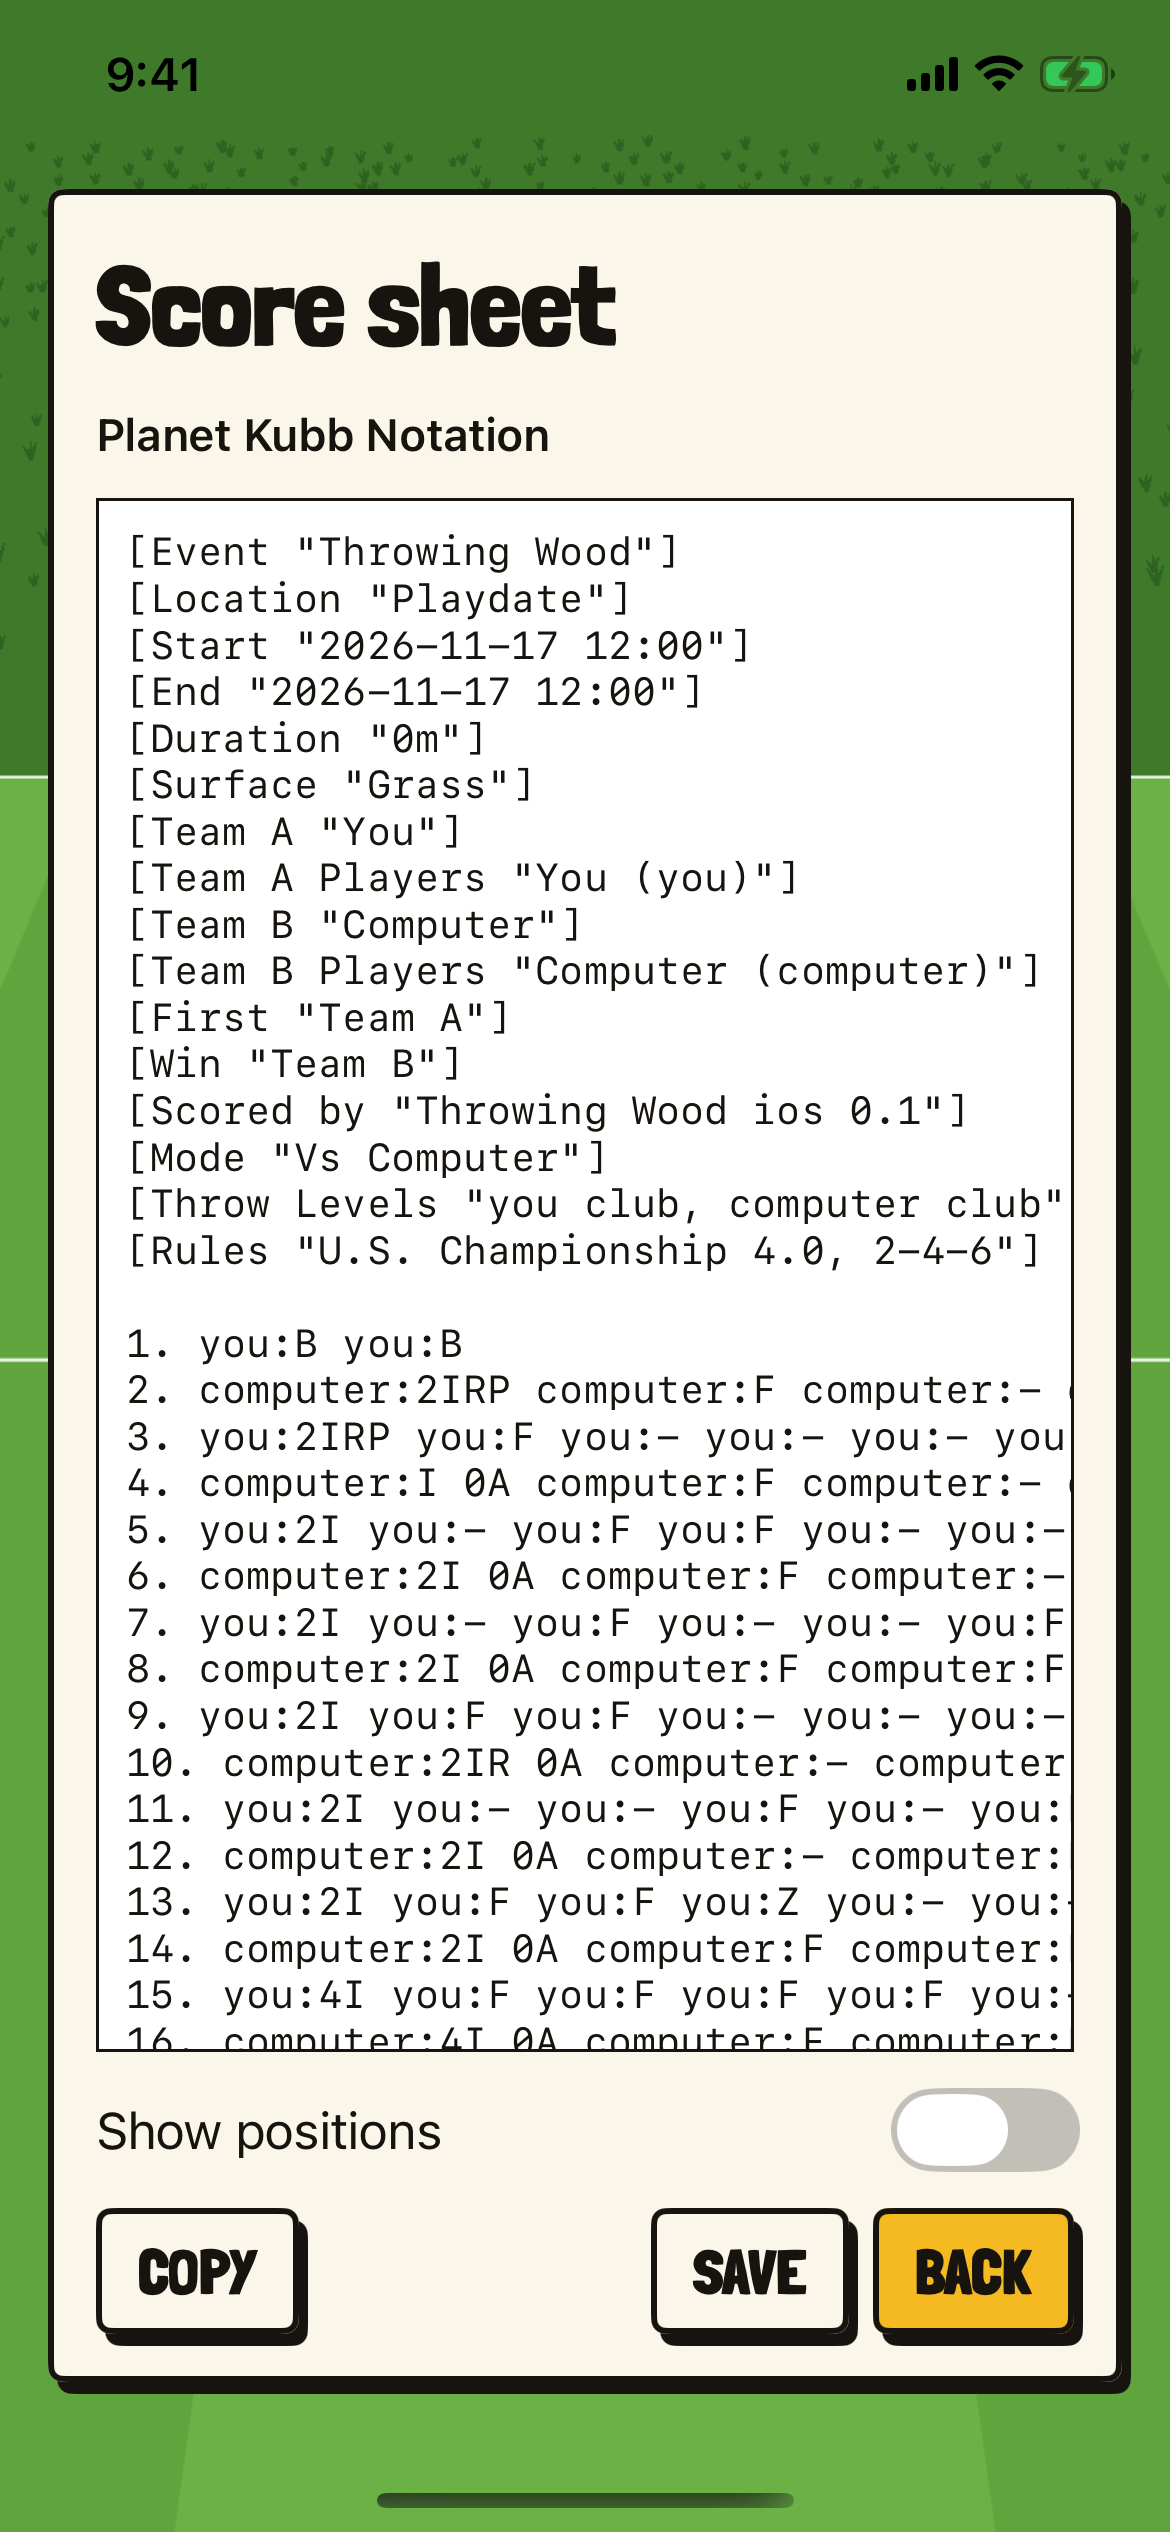 9:41
Score sheet
Planet Kubb Notation
[Event "Throwing Wood"]
[Location "Playdate"]
[Start "2026-11-17 12:00"]
[End "2026-11-17 12:00"]
[Duration "0m"]
[Surface "Grass"]
[Team A "You"]
[Team A Players "You (you)"]
[Team B "Computer"]
[Team B Players "Computer (computer)"]
[First "Team A"]
[Win "Team B"]
[Scored by "Throwing Wood ios 0.1"]
[Mode "Vs Computer"]
[Throw Levels "you club, computer club"
[Rules "U.S. Championship 4.0, 2-4-6"]
1. you:B you:B
2. computer:2IRP computer:F computer:-
3. you:2IRP you:F you:- you:- you:- you
4. computer:I 0A computer:F computer:-
5. you:2I you:- you:F you:F you:- you:-
6. computer:2I 0A computer:F computer:-
7. you:2I you:- you:F you:- you:- you:F
8. computer:2I 0A computer:F computer:F
9. you:2I you:F you:F you:- you:- you:-
10. computer:2IR 0A computer:- computer
11. you:2I you:- you:- you:F you:- you:
12. computer:2I 0A computer:- computer:
13. you:2I you:F you:F you:Z you:- you:
14. computer:2I 0A computer:F computer:
15. you:4I you:F you:F you:F you:F you:
16. computer:4I 0A computer:F computer:
Show positions
COPY
SAVE
BACK